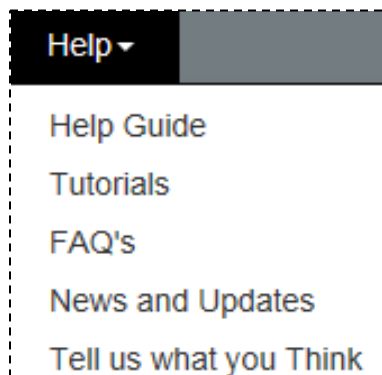 Help
Help Guide
Tutorials
FAQ's
News and Updates
Tell us what you Think